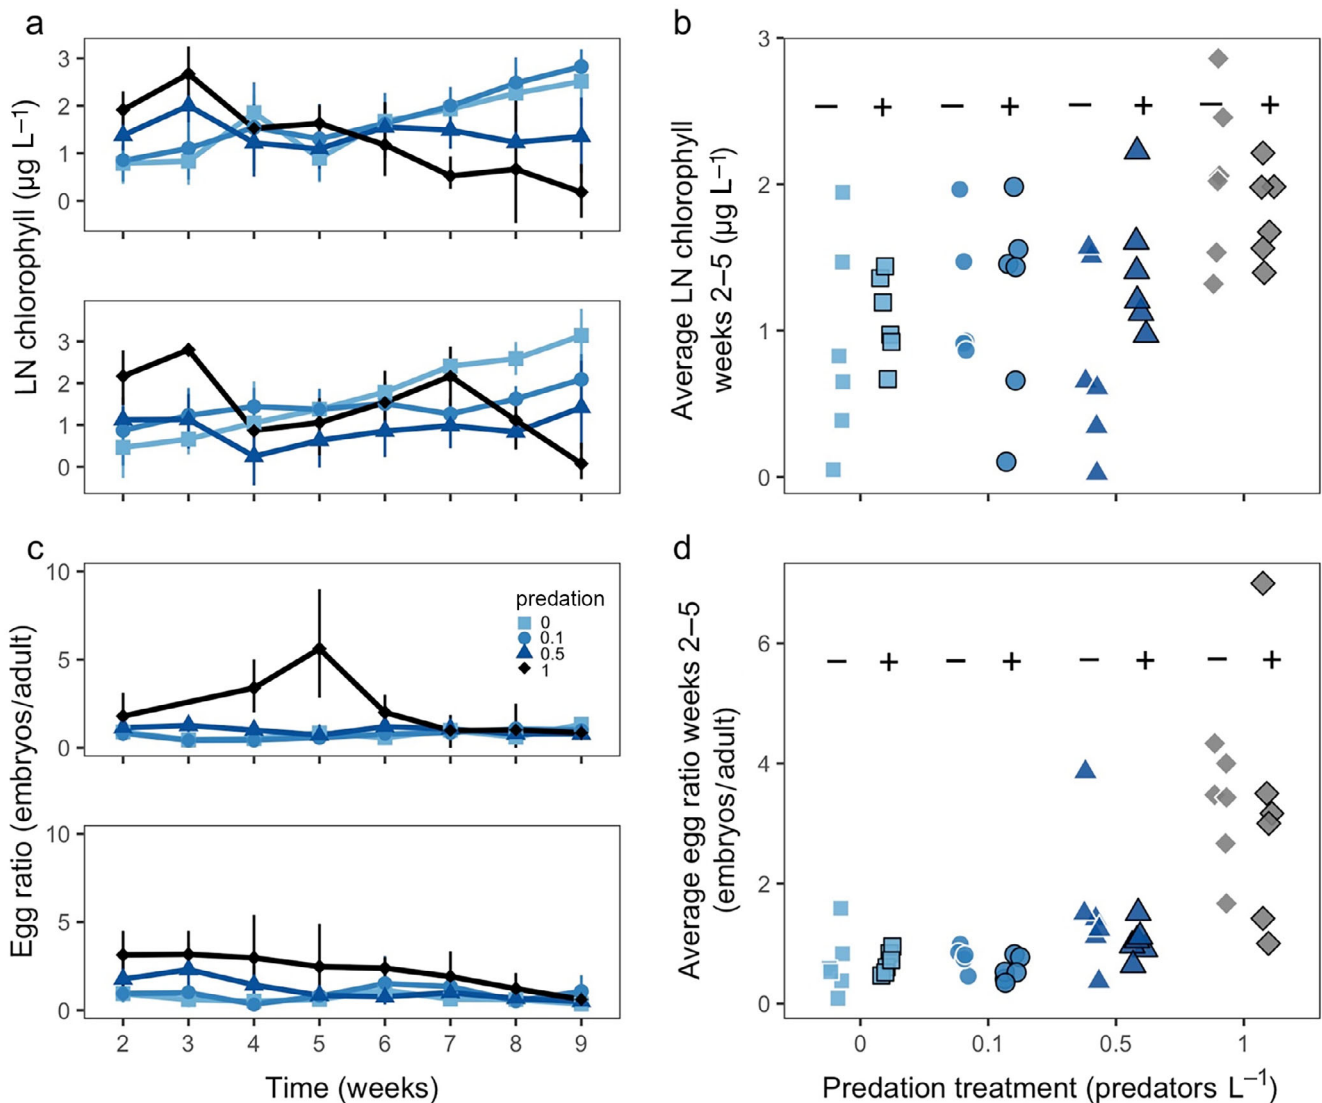 a
LN chlorophyll (µg L⁻¹)
3
2
1
0
3
2
1
0
b
Average LN chlorophyll
weeks 2–5 (µg L⁻¹)
3
2
1
0
− + − + − + − +
c
Egg ratio (embryos/adult)
10
5
0
predation
0
0.1
0.5
1
10
5
0
2 3 4 5 6 7 8 9
Time (weeks)
d
Average egg ratio weeks 2–5
(embryos/adult)
6
4
2
0
− + − + − + − +
0 0.1 0.5 1
Predation treatment (predators L⁻¹)